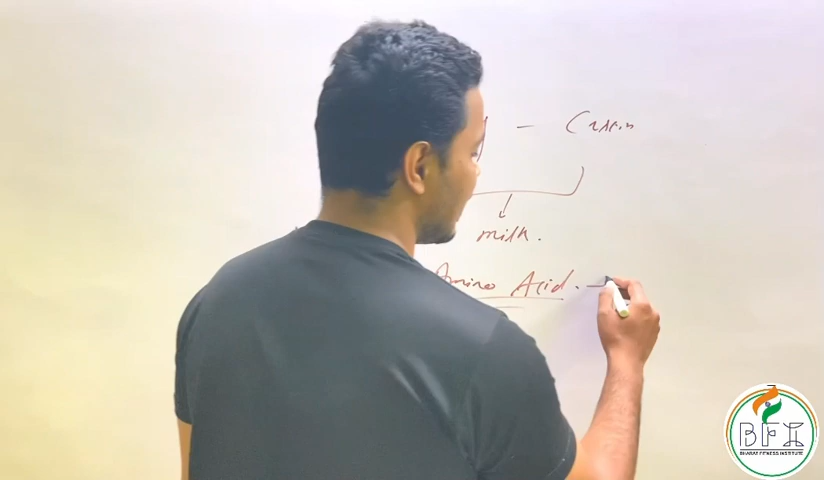 - Casein
milk.
Amino Acid. -
BFI
BHARAT FITNESS INSTITUTE